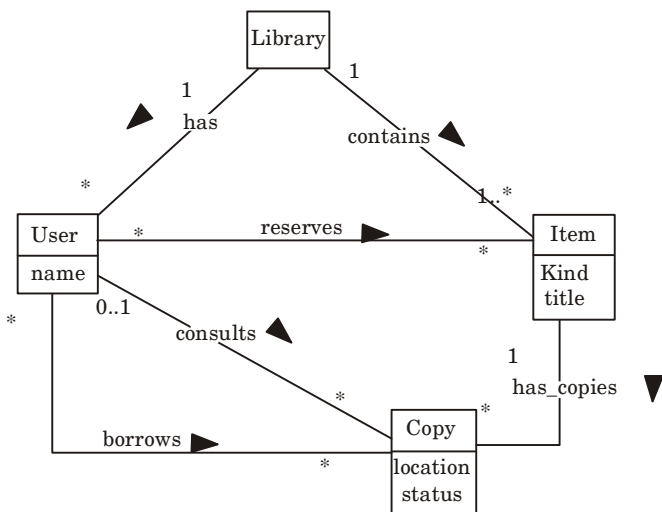 Library
1
1
has
contains
*
1..*
User
*
reserves
*
Item
name
Kind
title
*
0..1
consults
1
has_copies
*
*
Copy
borrows
*
location
status